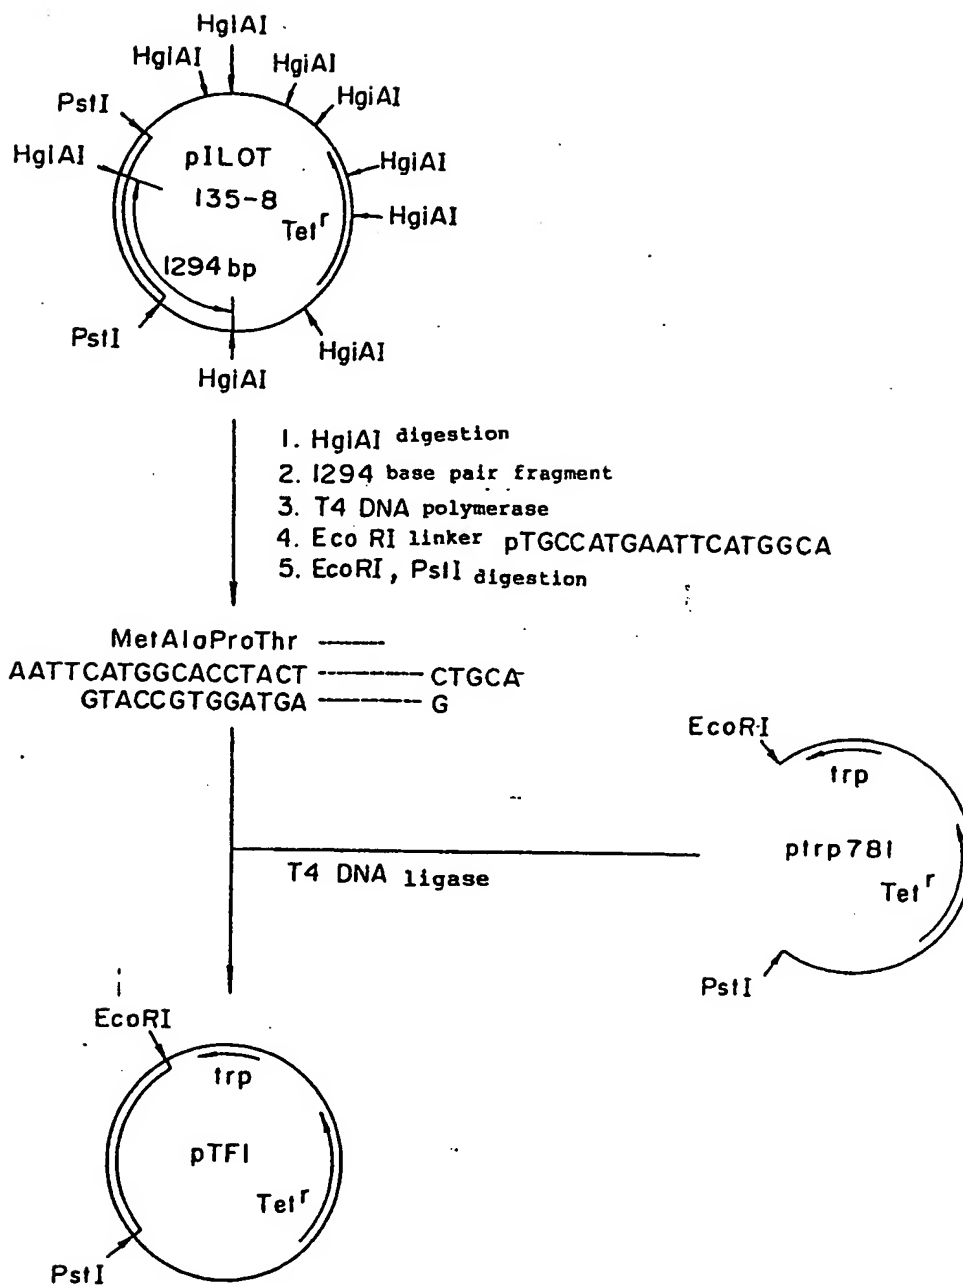 HgiAI
HgiAI
HgiAI
PstI
HgiAI
HgiAI
pILOT
HgiAI
135-8
HgiAI
Tet^r
1294 bp
PstI
HgiAI
HgiAI
1. HgiAI digestion
2. 1294 base pair fragment
3. T4 DNA polymerase
4. Eco RI linker pTGCCATGAATTCATGGCA
5. EcoRI, PstI digestion
MetAlaProThr -----
AATTCATGGCACCTACT --------- CTGCA
GTACCGTGGATGA --------- G
EcoRI
trp
ptrp781
Tet^r
T4 DNA ligase
PstI
EcoRI
trp
pTF1
Tet^r
PstI